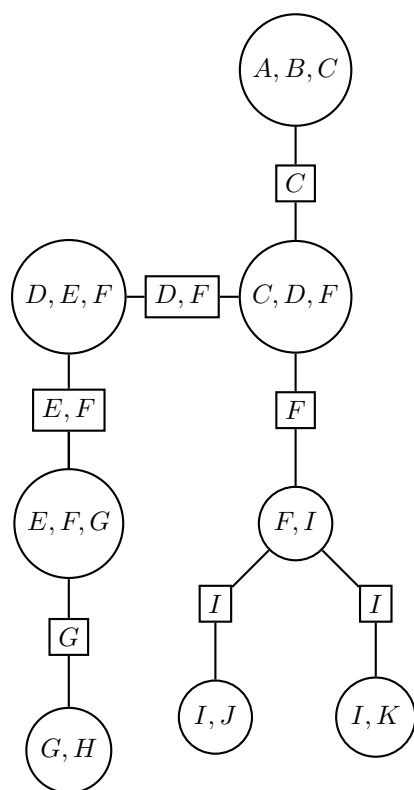 A, B, C
C
D, E, F
D, F
C, D, F
E, F
F
E, F, G
F, I
I
I
G
I, J
I, K
G, H